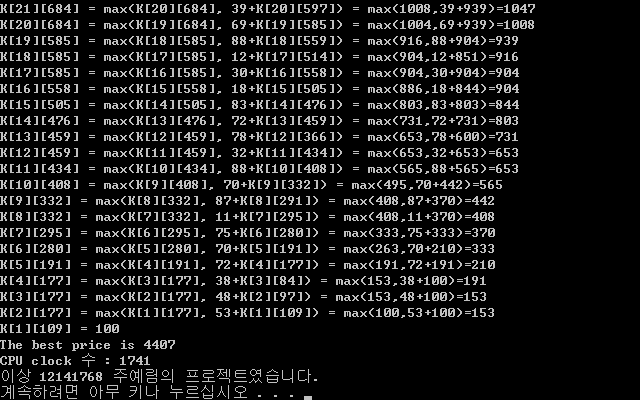 K[21][684] = max(K[20][684], 39+K[20][597]) = max(1008,39+939)=1047
K[20][684] = max(K[19][684], 69+K[19][585]) = max(1004,69+939)=1008
K[19][585] = max(K[18][585], 88+K[18][559]) = max(916,88+904)=939
K[18][585] = max(K[17][585], 12+K[17][514]) = max(904,12+851)=916
K[17][585] = max(K[16][585], 30+K[16][558]) = max(904,30+904)=904
K[16][558] = max(K[15][558], 18+K[15][505]) = max(886,18+844)=904
K[15][505] = max(K[14][505], 83+K[14][476]) = max(803,83+803)=844
K[14][476] = max(K[13][476], 72+K[13][459]) = max(731,72+731)=803
K[13][459] = max(K[12][459], 78+K[12][366]) = max(653,78+600)=731
K[12][459] = max(K[11][459], 32+K[11][434]) = max(653,32+653)=653
K[11][434] = max(K[10][434], 88+K[10][408]) = max(565,88+565)=653
K[10][408] = max(K[9][408], 70+K[9][332]) = max(495,70+442)=565
K[9][332] = max(K[8][332], 87+K[8][291]) = max(408,87+370)=442
K[8][332] = max(K[7][332], 11+K[7][295]) = max(408,11+370)=408
K[7][295] = max(K[6][295], 75+K[6][280]) = max(333,75+333)=370
K[6][280] = max(K[5][280], 70+K[5][191]) = max(263,70+210)=333
K[5][191] = max(K[4][191], 72+K[4][177]) = max(191,72+191)=210
K[4][177] = max(K[3][177], 38+K[3][84]) = max(153,38+100)=191
K[3][177] = max(K[2][177], 48+K[2][97]) = max(153,48+100)=153
K[2][177] = max(K[1][177], 53+K[1][109]) = max(100,53+100)=153
K[1][109] = 100
The best price is 4407
CPU clock 수 : 1741
이상 12141768 주예림의 프로젝트였습니다.
계속하려면 아무 키나 누르십시오 . . .